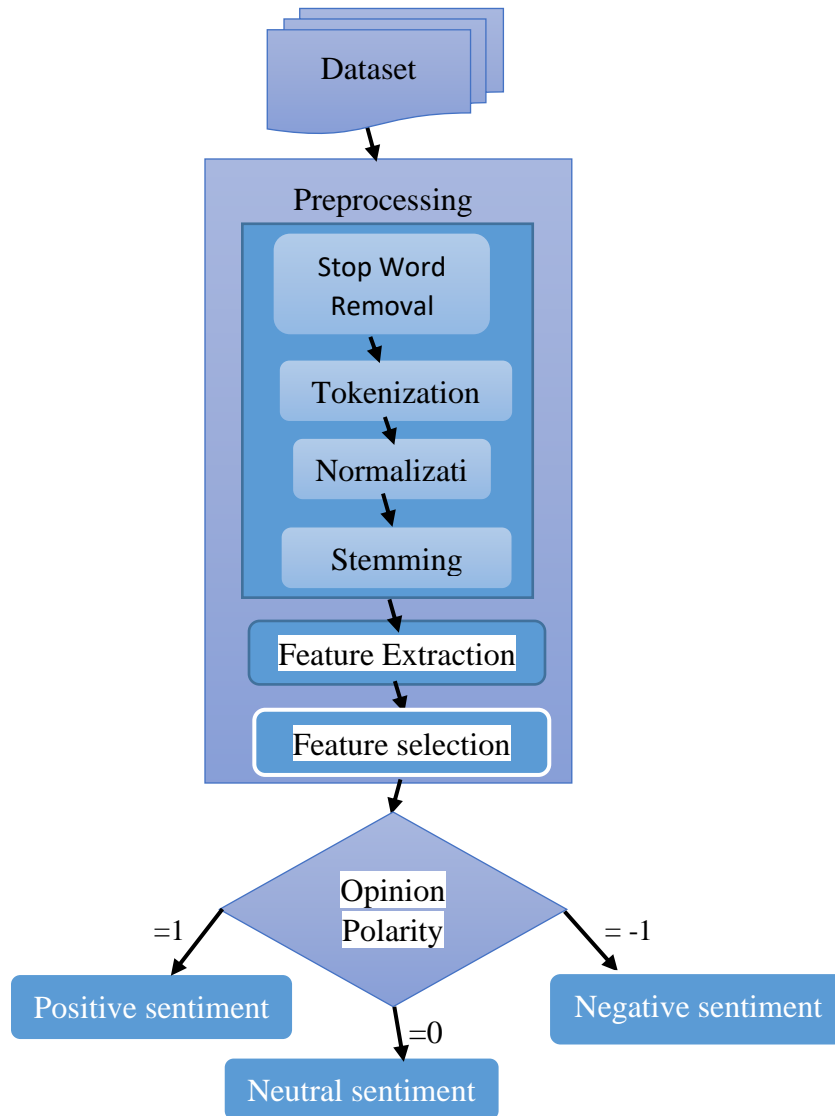 Dataset
Preprocessing
Stop Word
Removal
Tokenization
Normalizati
Stemming
Feature Extraction
Feature selection
Opinion
Polarity
=1
= -1
Positive sentiment
Negative sentiment
=0
Neutral sentiment